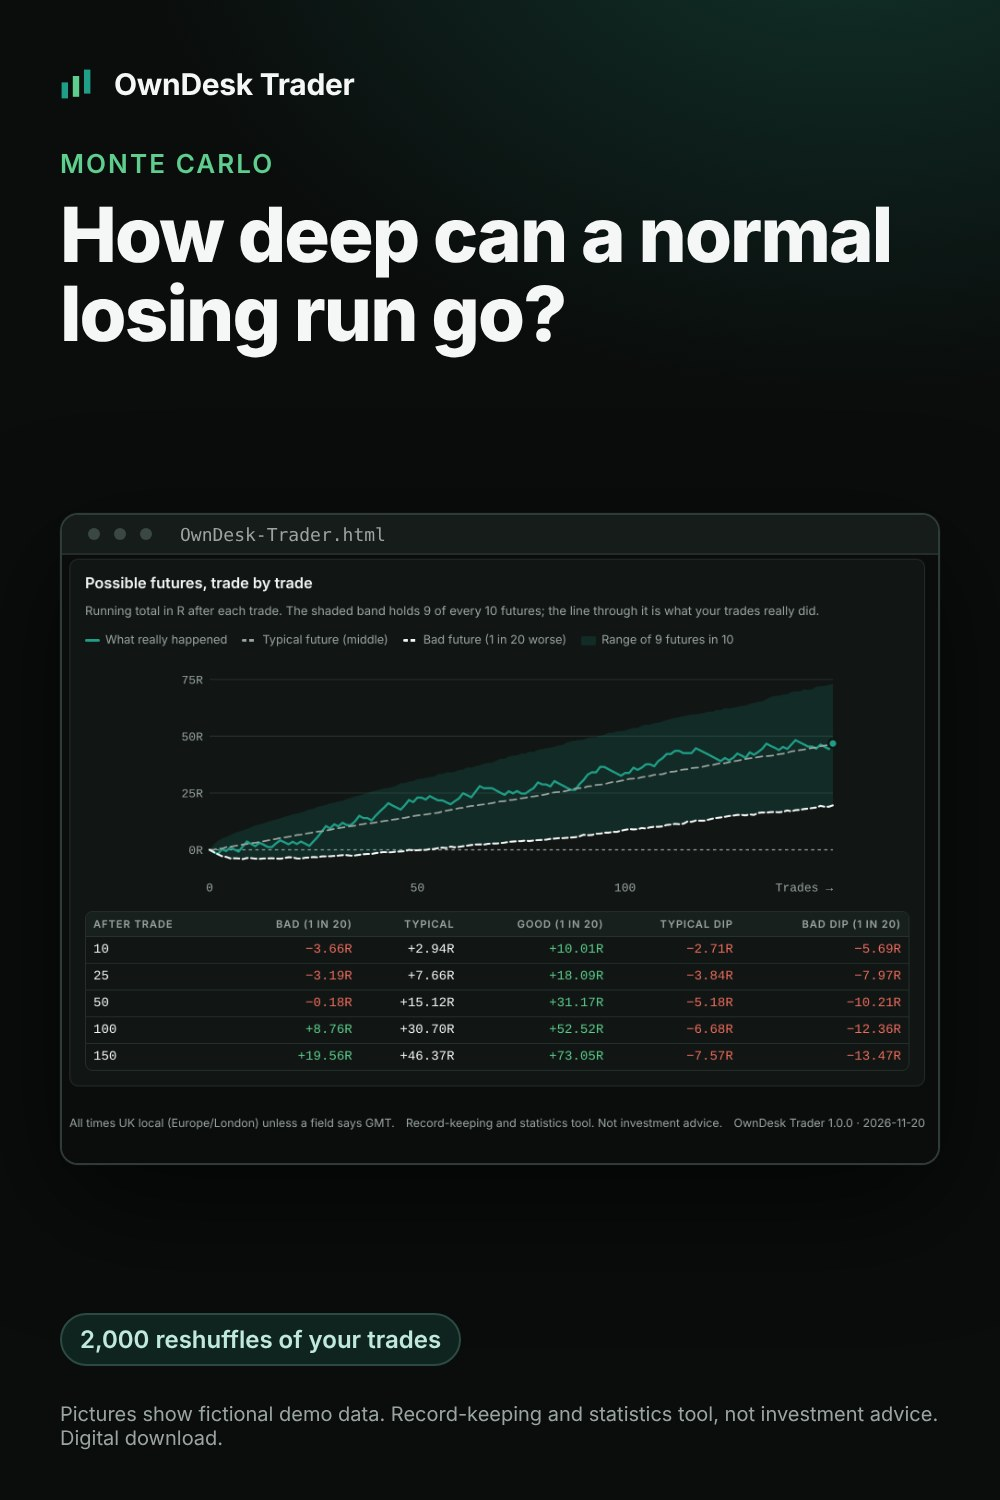 OwnDesk Trader
MONTE CARLO
How deep can a normal
losing run go?
OwnDesk-Trader.html
Possible futures, trade by trade
Running total in R after each trade. The shaded band holds 9 of every 10 futures; the line through it is what your trades really did.
What really happened Typical future (middle) Bad future (1 in 20 worse) Range of 9 futures in 10
75R
50R
25R
0R
0 50 100 Trades →
AFTER TRADE BAD (1 IN 20) TYPICAL GOOD (1 IN 20) TYPICAL DIP BAD DIP (1 IN 20)
10 −3.66R +2.94R +10.01R −2.71R −5.69R
25 −3.19R +7.66R +18.09R −3.84R −7.97R
50 −0.18R +15.12R +31.17R −5.18R −10.21R
100 +8.76R +30.70R +52.52R −6.68R −12.36R
150 +19.56R +46.37R +73.05R −7.57R −13.47R
All times UK local (Europe/London) unless a field says GMT. Record-keeping and statistics tool. Not investment advice. OwnDesk Trader 1.0.0 · 2026-11-20
2,000 reshuffles of your trades
Pictures show fictional demo data. Record-keeping and statistics tool, not investment advice.
Digital download.